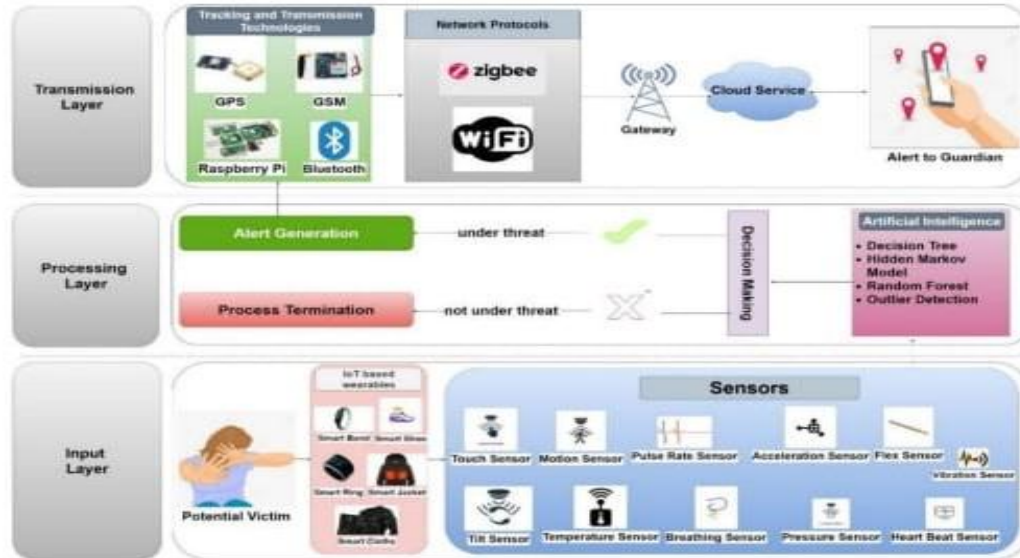 Transmission
Layer
Tracking and Transmission
Technologies
GPS
GSM
Raspberry Pi
Bluetooth
Network Protocols
zigbee
WiFi
Gateway
Cloud Service
Alert to Guardian
Processing
Layer
Alert Generation
under threat
Process Termination
not under threat
Decision Making
Artificial Intelligence
• Decision Tree
• Hidden Markov
Model
• Random Forest
• Outlier Detection
Input
Layer
Potential Victim
IoT based
wearables
Smart Band
Smart Shoe
Smart Ring
Smart Jacket
Smart Cloths
Sensors
Touch Sensor
Motion Sensor
Pulse Rate Sensor
Acceleration Sensor
Flex Sensor
Vibration Sensor
Tilt Sensor
Temperature Sensor
Breathing Sensor
Pressure Sensor
Heart Beat Sensor